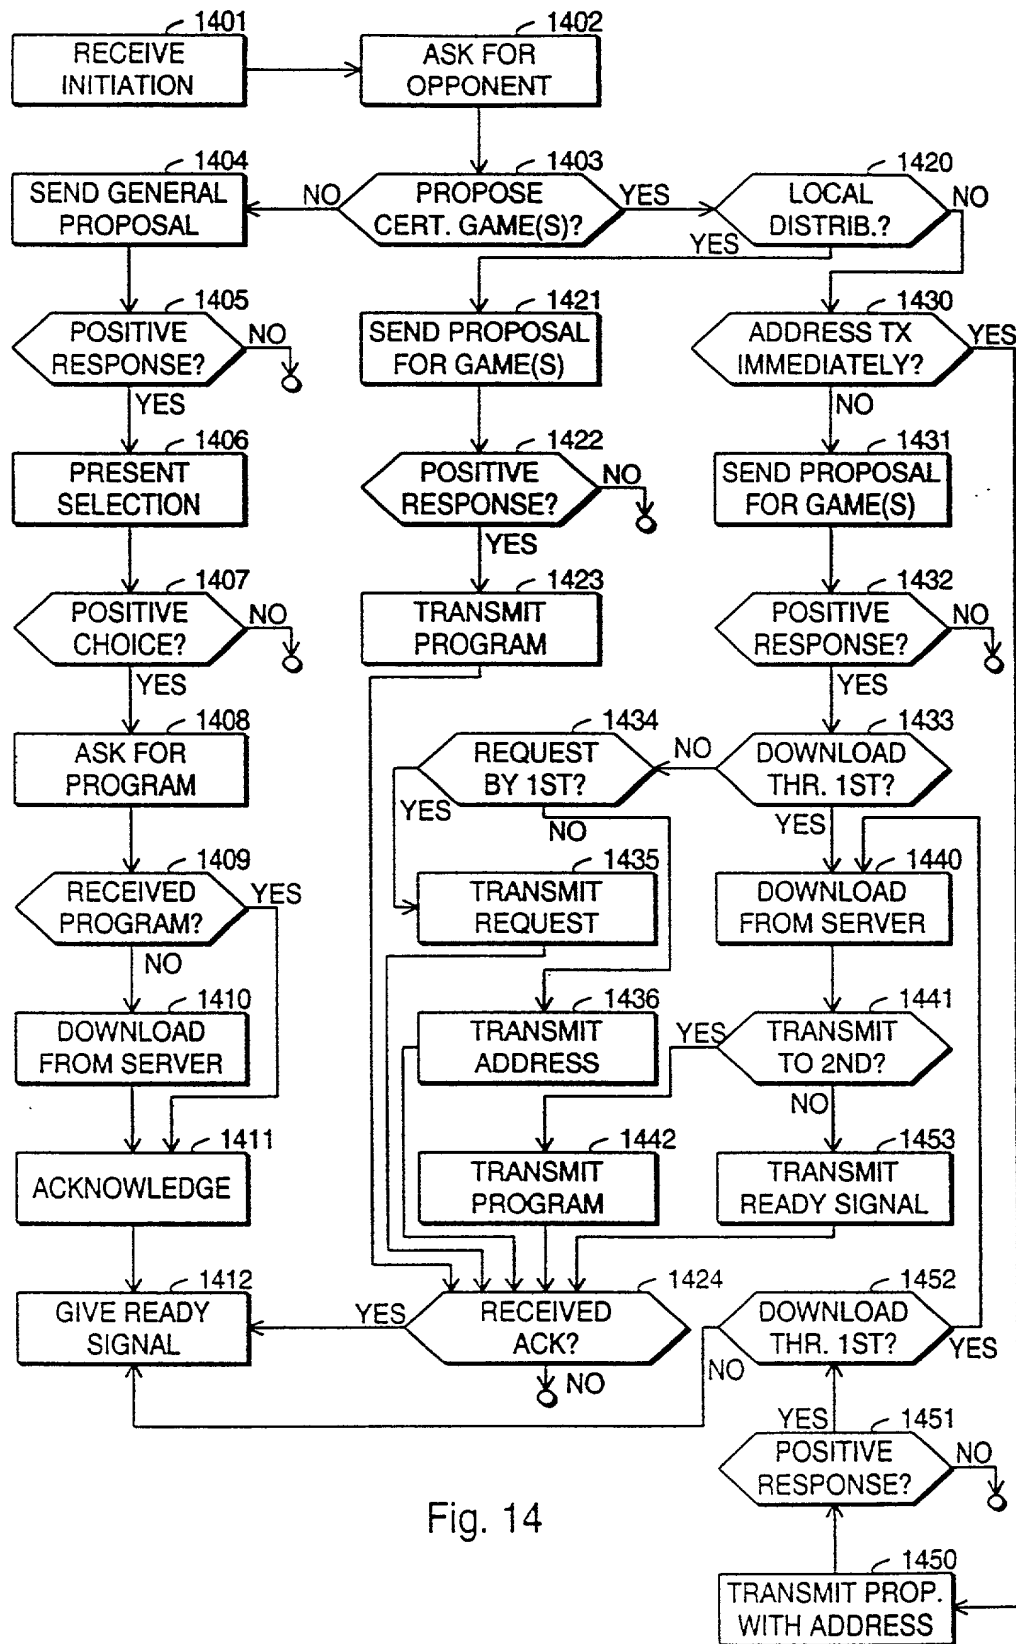 1401
RECEIVE
INITIATION
1402
ASK FOR
OPPONENT
1404
SEND GENERAL
PROPOSAL
NO
1403
PROPOSE
CERT. GAME(S)?
YES
1420
LOCAL
DISTRIB.?
NO
YES
1405
POSITIVE
RESPONSE?
NO
YES
1421
SEND PROPOSAL
FOR GAME(S)
1430
ADDRESS TX
IMMEDIATELY?
YES
NO
1406
PRESENT
SELECTION
1422
POSITIVE
RESPONSE?
NO
YES
1431
SEND PROPOSAL
FOR GAME(S)
1407
POSITIVE
CHOICE?
NO
YES
1423
TRANSMIT
PROGRAM
1432
POSITIVE
RESPONSE?
NO
YES
1408
ASK FOR
PROGRAM
1434
REQUEST
BY 1ST?
YES
NO
NO
1433
DOWNLOAD
THR. 1ST?
YES
1409
RECEIVED
PROGRAM?
YES
NO
1435
TRANSMIT
REQUEST
1440
DOWNLOAD
FROM SERVER
1410
DOWNLOAD
FROM SERVER
1436
TRANSMIT
ADDRESS
YES
1441
TRANSMIT
TO 2ND?
NO
1411
ACKNOWLEDGE
1442
TRANSMIT
PROGRAM
1453
TRANSMIT
READY SIGNAL
1412
GIVE READY
SIGNAL
YES
1424
RECEIVED
ACK?
NO
1452
DOWNLOAD
THR. 1ST?
YES
NO
YES
1451
POSITIVE
RESPONSE?
NO
Fig. 14
1450
TRANSMIT PROP.
WITH ADDRESS